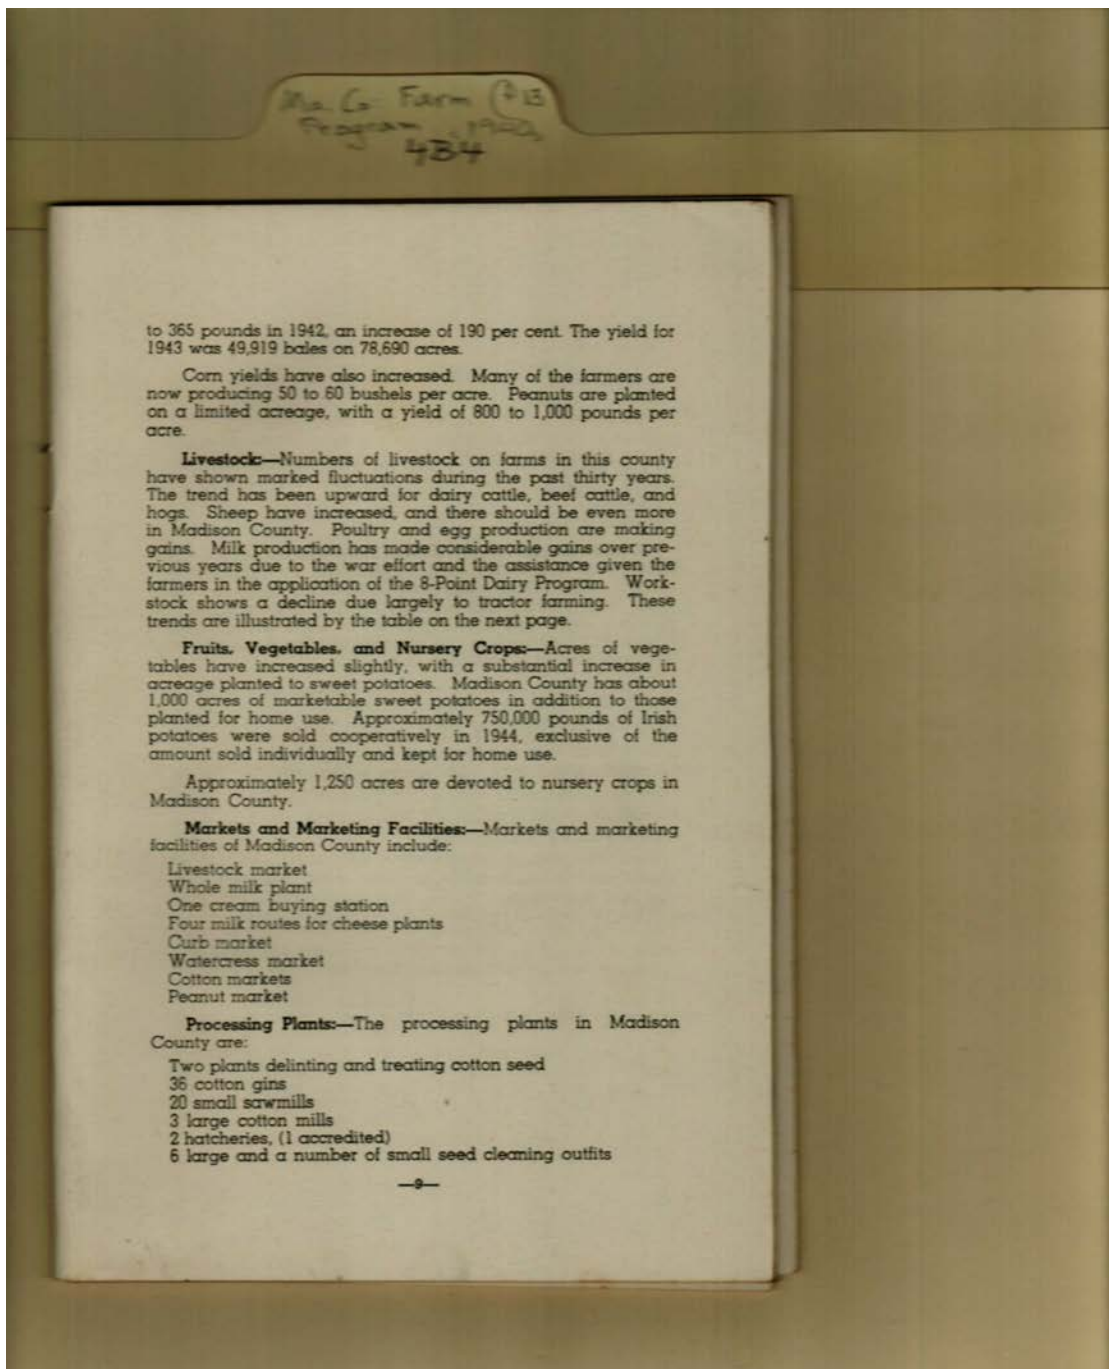 Ma. Co. Farm
Program
4B4
to 365 pounds in 1942, an increase of 190 per cent. The yield for
1943 was 49,919 bales on 78,690 acres.
Corn yields have also increased. Many of the farmers are
now producing 50 to 60 bushels per acre. Peanuts are planted
on a limited acreage, with a yield of 800 to 1,000 pounds per
acre.
Livestock:—Numbers of livestock on farms in this county
have shown marked fluctuations during the past thirty years.
The trend has been upward for dairy cattle, beef cattle, and
hogs. Sheep have increased, and there should be even more
in Madison County. Poultry and egg production are making
gains. Milk production has made considerable gains over pre-
vious years due to the war effort and the assistance given the
farmers in the application of the 8-Point Dairy Program. Work-
stock shows a decline due largely to tractor farming. These
trends are illustrated by the table on the next page.
Fruits, Vegetables, and Nursery Crops:—Acres of vege-
tables have increased slightly, with a substantial increase in
acreage planted to sweet potatoes. Madison County has about
1,000 acres of marketable sweet potatoes in addition to those
planted for home use. Approximately 750,000 pounds of Irish
potatoes were sold cooperatively in 1944, exclusive of the
amount sold individually and kept for home use.
Approximately 1,250 acres are devoted to nursery crops in
Madison County.
Markets and Marketing Facilities:—Markets and marketing
facilities of Madison County include:
Livestock market
Whole milk plant
One cream buying station
Four milk routes for cheese plants
Curb market
Watercress market
Cotton markets
Peanut market
Processing Plants:—The processing plants in Madison
County are:
Two plants delinting and treating cotton seed
36 cotton gins
20 small sawmills
3 large cotton mills
2 hatcheries, (1 accredited)
6 large and a number of small seed cleaning outfits
—9—